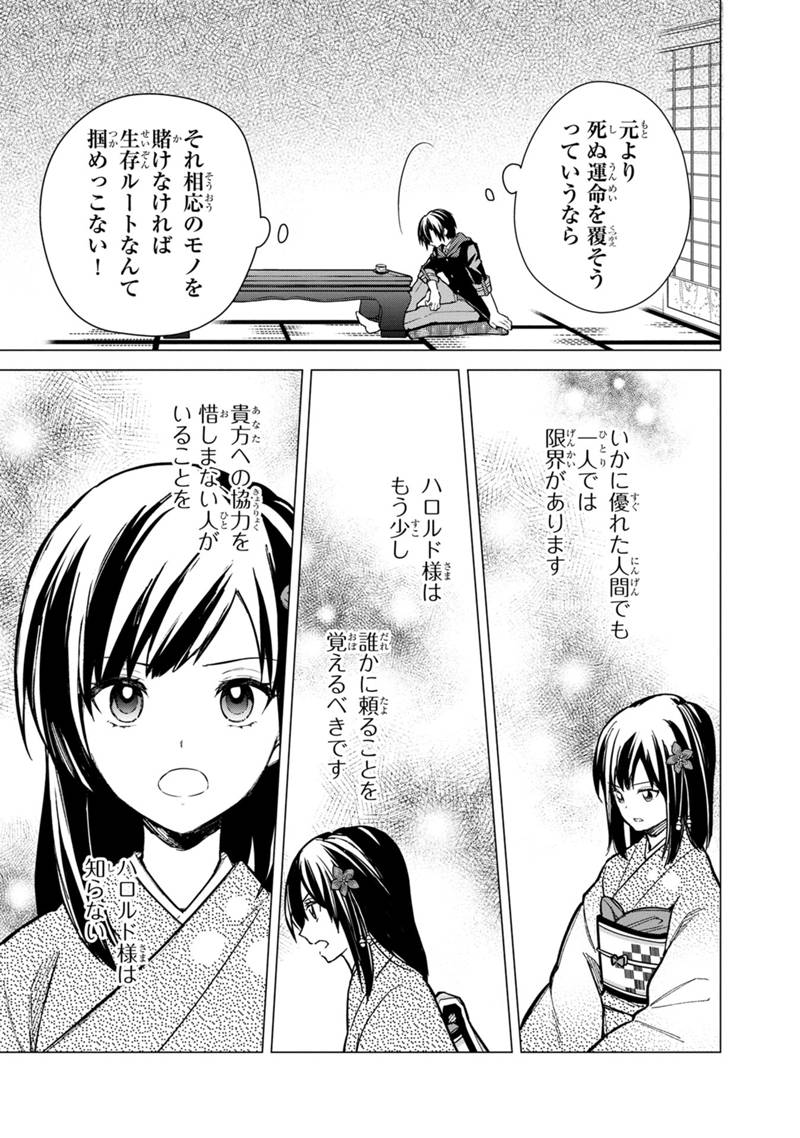 元より
死ぬ運命を覆そう
っていうなら
それ相応のモノを
賭けなければ
生存ルートなんて
掴めっこない！
いかに優れた人間でも
一人では
限界があります
ハロルド様は
もう少し
誰かに頼ることを
覚えるべきです
貴方への協力を
惜しまない人が
いることを
ハロルド様は
知らない